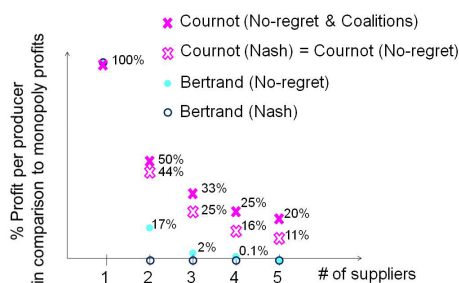 Cournot (No-regret & Coalitions)
Cournot (Nash) = Cournot (No-regret)
Bertrand (No-regret)
Bertrand (Nash)
% Profit per producer
in comparison to monopoly profits
100%
50%
44%
33%
25%
25%
20%
17%
16%
11%
2%
0.1%
1 2 3 4 5 # of suppliers